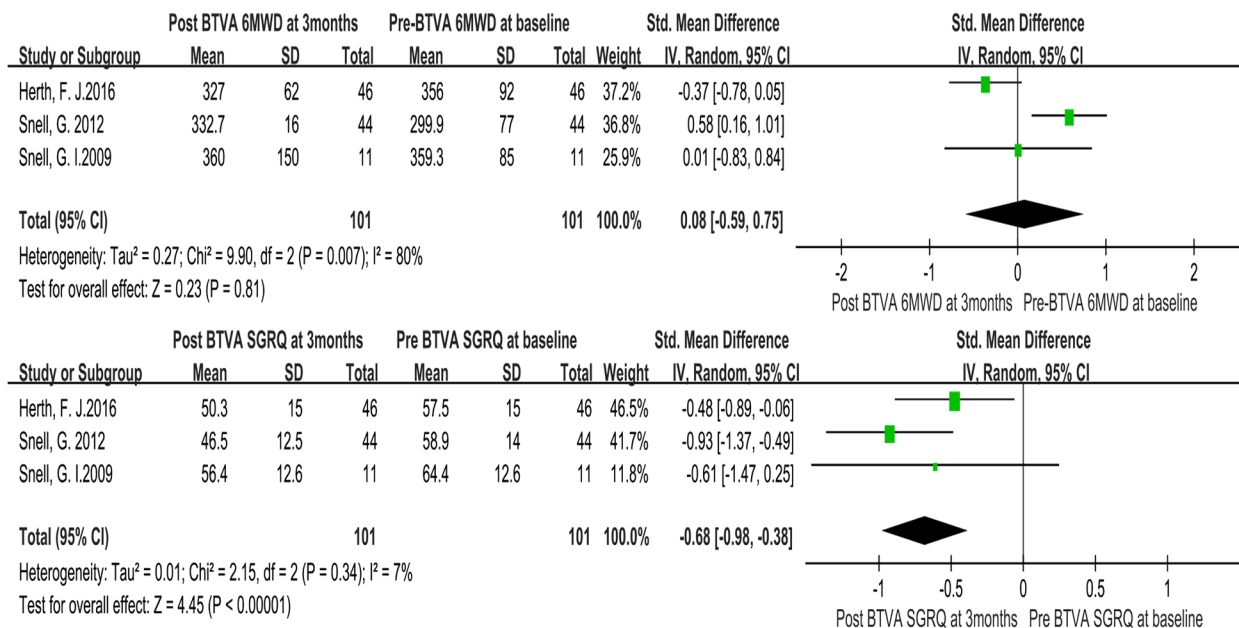 Post BTVA 6MWD at 3months Pre-BTVA 6MWD at baseline Std. Mean Difference Std. Mean Difference
Study or Subgroup Mean SD Total Mean SD Total Weight IV, Random, 95% CI IV, Random, 95% CI
Herth, F. J.2016 327 62 46 356 92 46 37.2% -0.37 [-0.78, 0.05]
Snell, G. 2012 332.7 16 44 299.9 77 44 36.8% 0.58 [0.16, 1.01]
Snell, G. I.2009 360 150 11 359.3 85 11 25.9% 0.01 [-0.83, 0.84]
Total (95% CI) 101 101 100.0% 0.08 [-0.59, 0.75]
Heterogeneity: Tau² = 0.27; Chi² = 9.90, df = 2 (P = 0.007); I² = 80%
Test for overall effect: Z = 0.23 (P = 0.81)
-2 -1 0 1 2
Post BTVA 6MWD at 3months Pre-BTVA 6MWD at baseline
Post BTVA SGRQ at 3months Pre BTVA SGRQ at baseline Std. Mean Difference Std. Mean Difference
Study or Subgroup Mean SD Total Mean SD Total Weight IV, Random, 95% CI IV, Random, 95% CI
Herth, F. J.2016 50.3 15 46 57.5 15 46 46.5% -0.48 [-0.89, -0.06]
Snell, G. 2012 46.5 12.5 44 58.9 14 44 41.7% -0.93 [-1.37, -0.49]
Snell, G. I.2009 56.4 12.6 11 64.4 12.6 11 11.8% -0.61 [-1.47, 0.25]
Total (95% CI) 101 101 100.0% -0.68 [-0.98, -0.38]
Heterogeneity: Tau² = 0.01; Chi² = 2.15, df = 2 (P = 0.34); I² = 7%
Test for overall effect: Z = 4.45 (P < 0.00001)
-1 -0.5 0 0.5 1
Post BTVA SGRQ at 3months Pre BTVA SGRQ at baseline